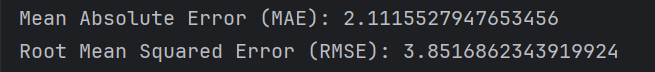 Mean Absolute Error (MAE): 2.1115527947653456
Root Mean Squared Error (RMSE): 3.8516862343919924